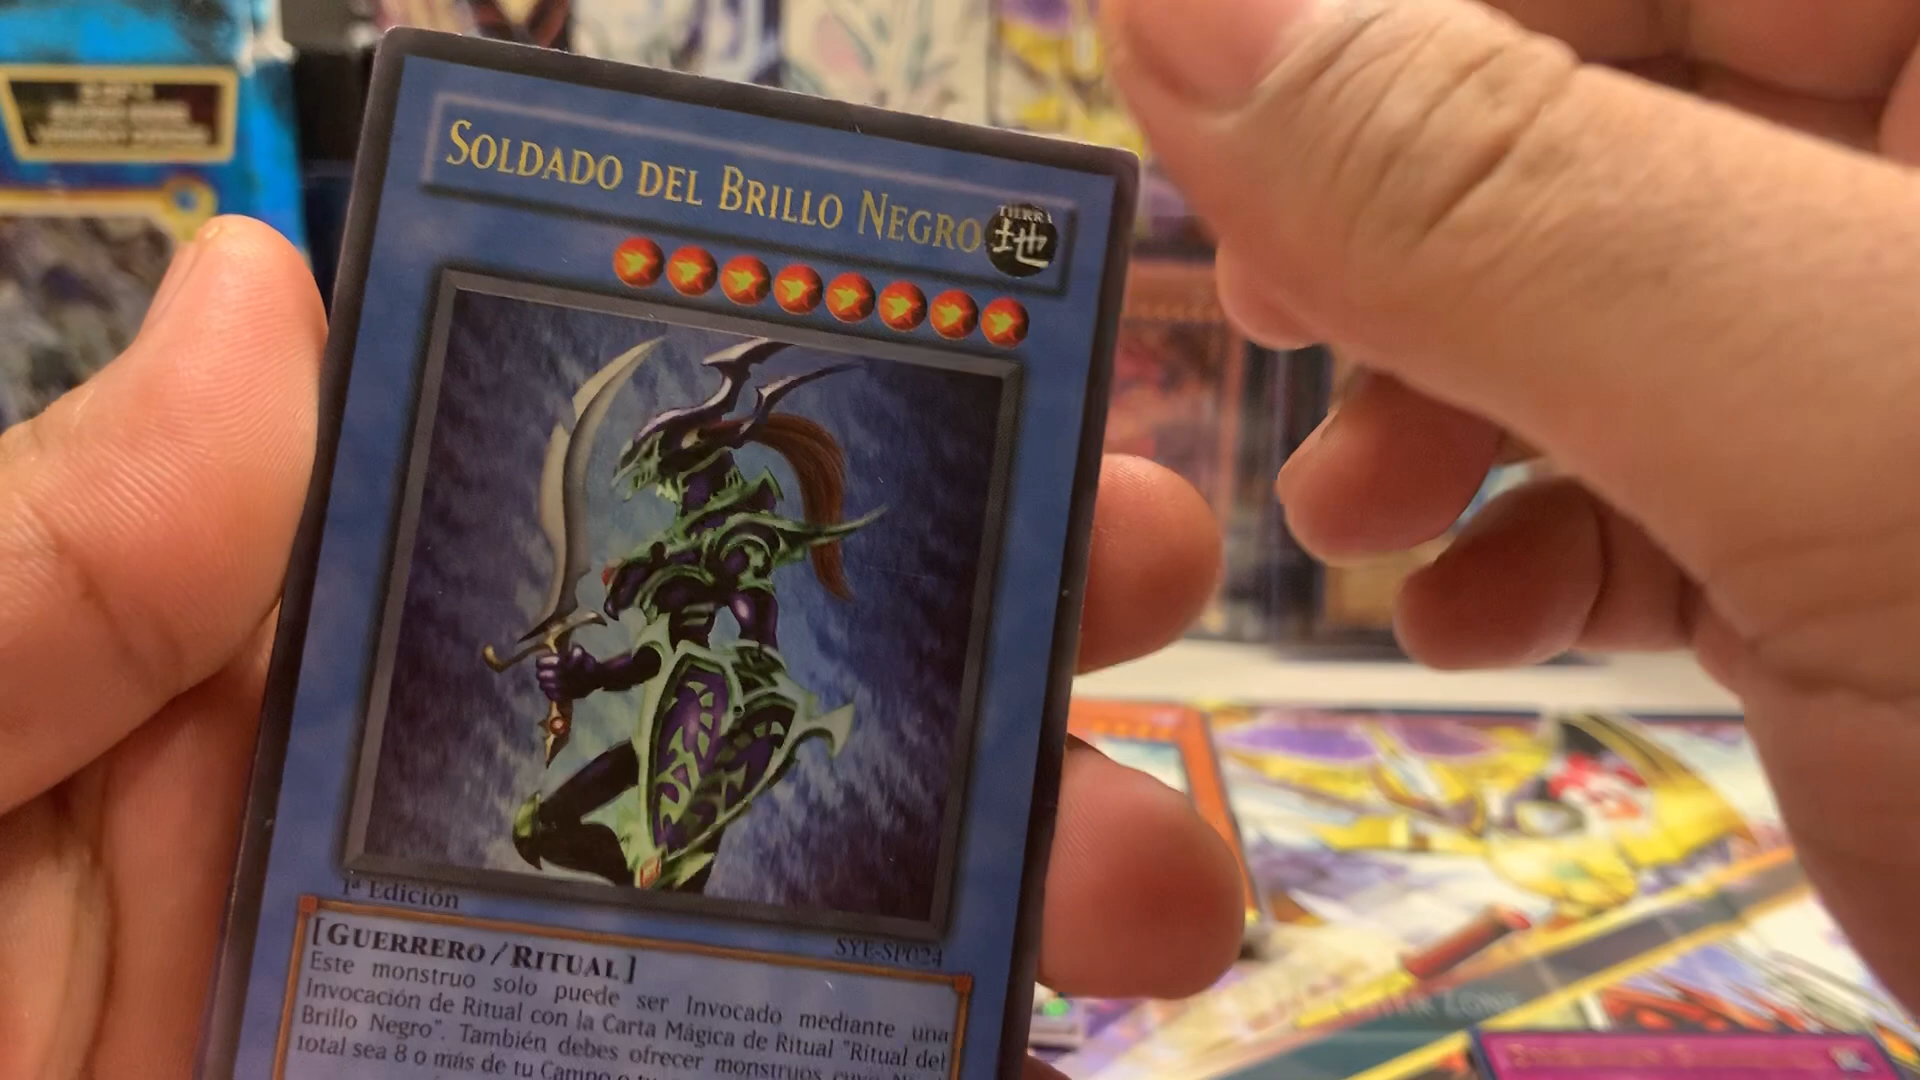 SOLDADO DEL BRILLO NEGRO
TIERRA
地
1ª Edición
SYE-SP024
[GUERRERO/RITUAL]
Este monstruo solo puede ser Invocado mediante una
Invocación de Ritual con la Carta Mágica de Ritual "Ritual del
Brillo Negro". También debes ofrecer monstruos cuyo
total sea 8 o más de tu Campo o